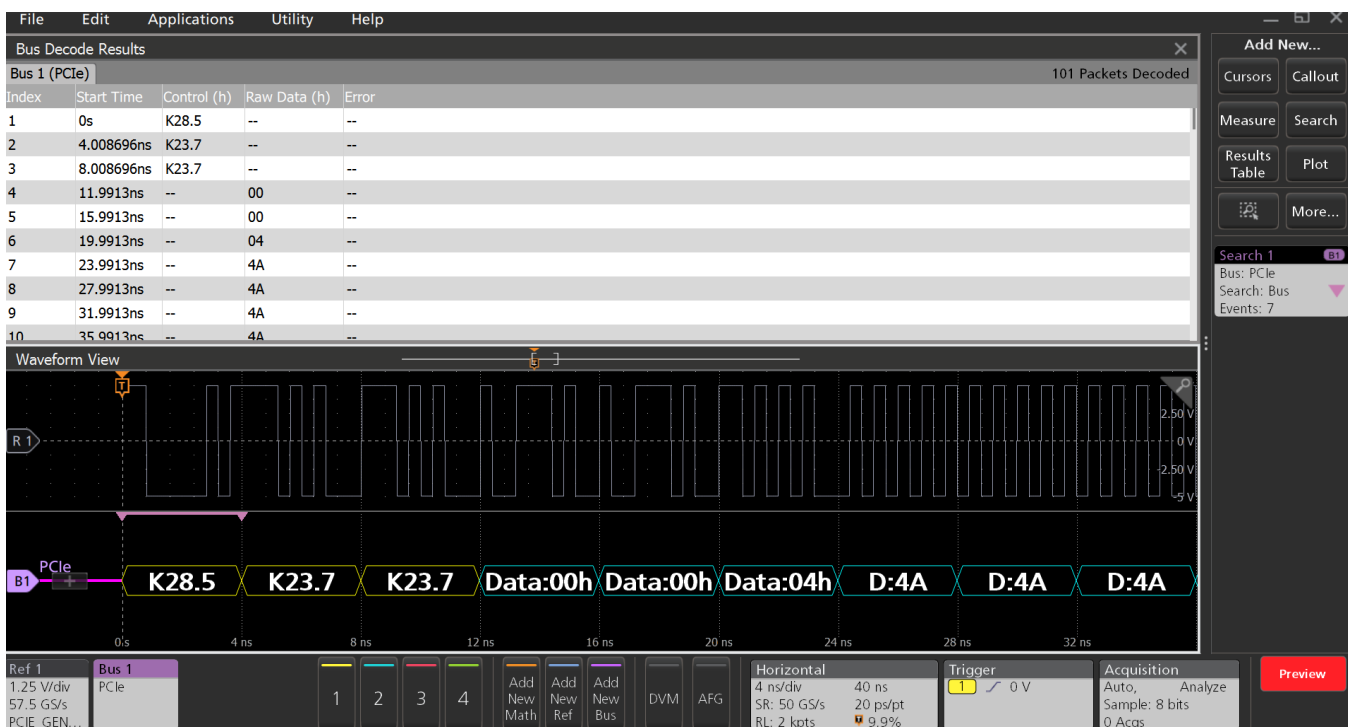 File Edit Applications Utility Help
Bus Decode Results
Bus 1 (PCIe) 101 Packets Decoded
Index Start Time Control (h) Raw Data (h) Error
1 0s K28.5 -- --
2 4.008696ns K23.7 -- --
3 8.008696ns K23.7 -- --
4 11.9913ns -- 00 --
5 15.9913ns -- 00 --
6 19.9913ns -- 04 --
7 23.9913ns -- 4A --
8 27.9913ns -- 4A --
9 31.9913ns -- 4A --
10 35.9913ns -- 4A --
Waveform View
T
R 1
2.50 V
0 V
-2.50 V
-5 V
B1 PCIe
K28.5 K23.7 K23.7 Data:00h Data:00h Data:04h D:4A D:4A D:4A
0s 4 ns 8 ns 12 ns 16 ns 20 ns 24 ns 28 ns 32 ns
Add New...
Cursors Callout
Measure Search
Results Table Plot
More...
Search 1 B1
Bus: PCIe
Search: Bus
Events: 7
Ref 1
1.25 V/div
57.5 GS/s
PCIE_GEN...
Bus 1
PCIe
1 2 3 4
Add New Math
Add New Ref
Add New Bus
DVM AFG
Horizontal
4 ns/div 40 ns
SR: 50 GS/s 20 ps/pt
RL: 2 kpts 9.9%
Trigger
1 0 V
Acquisition
Auto, Analyze
Sample: 8 bits
0 Acqs
Preview